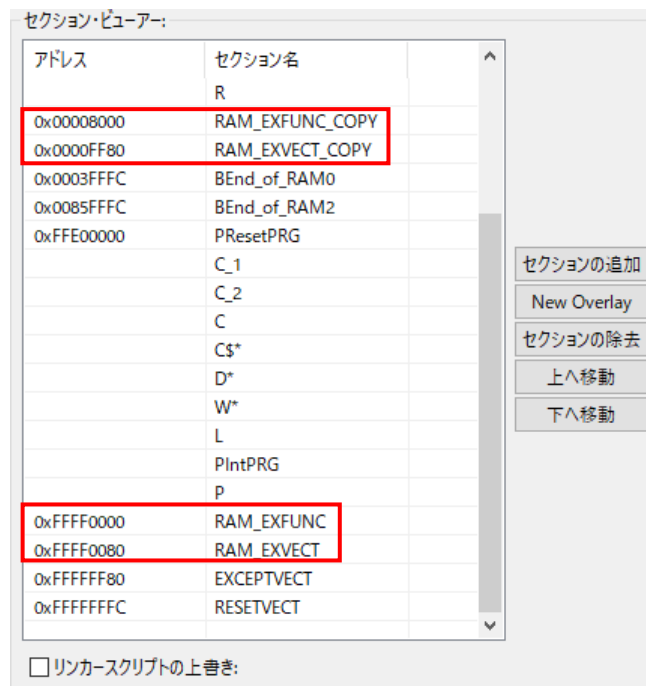 セクション・ビューアー:
アドレス セクション名
R
0x00008000 RAM_EXFUNC_COPY
0x0000FF80 RAM_EXVECT_COPY
0x0003FFFC BEnd_of_RAM0
0x0085FFFC BEnd_of_RAM2
0xFFE00000 PResetPRG
C_1
C_2
C
C$*
D*
W*
L
PIntPRG
P
0xFFFF0000 RAM_EXFUNC
0xFFFF0080 RAM_EXVECT
0xFFFFFF80 EXCEPTVECT
0xFFFFFFFC RESETVECT
セクションの追加
New Overlay
セクションの除去
上へ移動
下へ移動
リンカースクリプトの上書き: